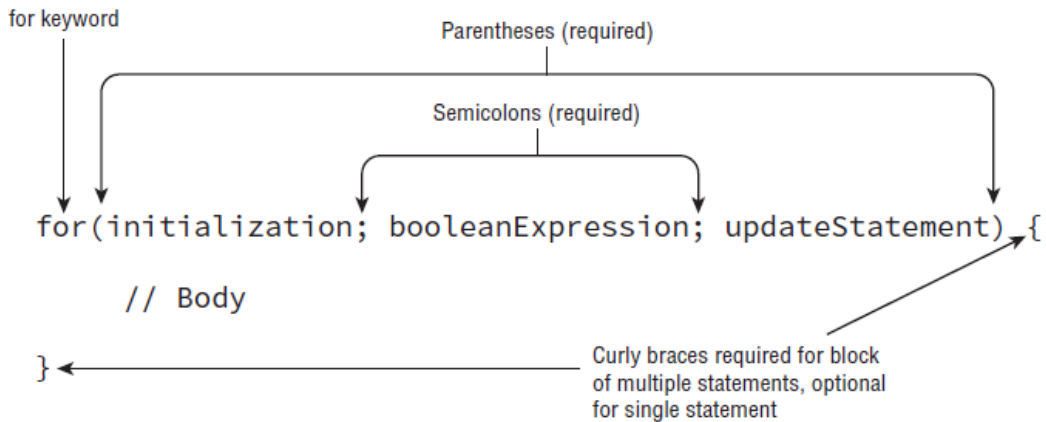 for keyword
Parentheses (required)
Semicolons (required)
for(initialization; booleanExpression; updateStatement) {
// Body
}
Curly braces required for block
of multiple statements, optional
for single statement